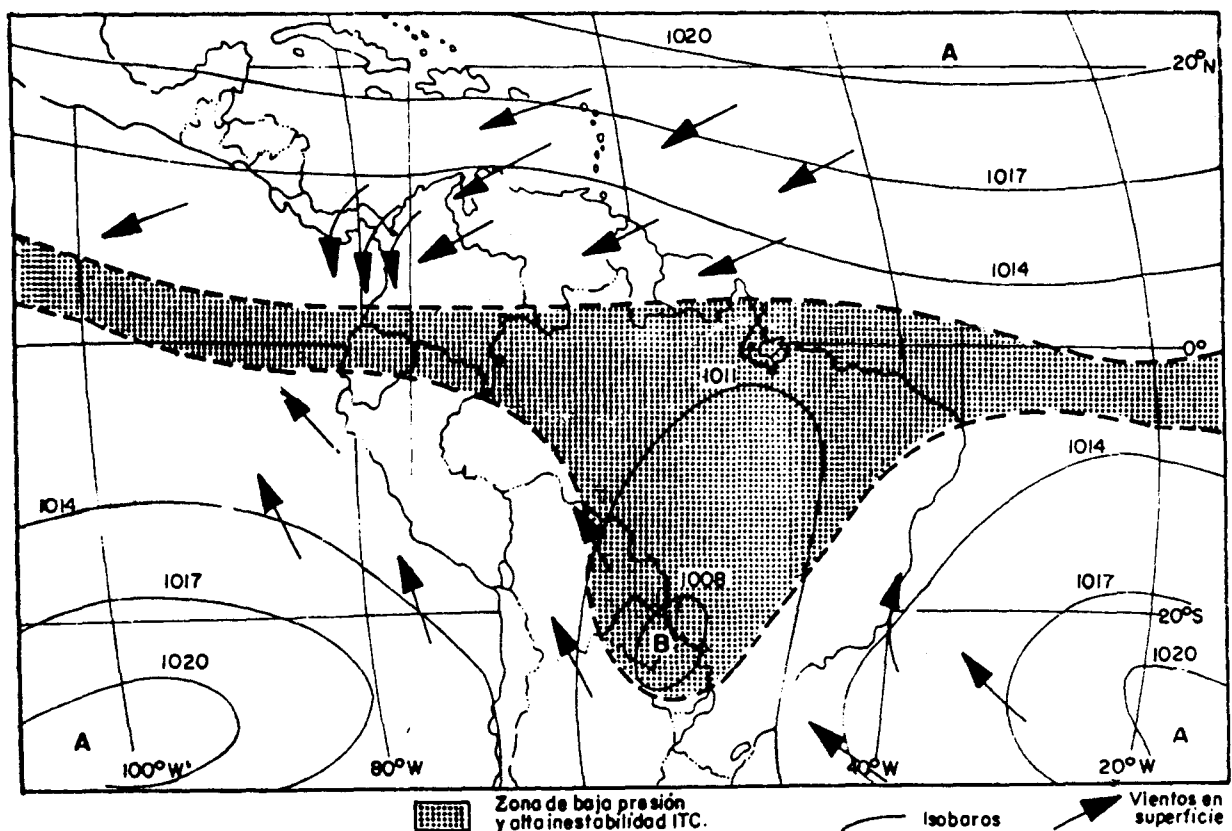 1020
A
20°N
1017
1014
0°
1011
1014
1014
1008
1017
1017
20°S
B
1020
1020
A
A
100°W
80°W
40°W
20°W
Zona de baja presión
y alta inestabilidad ITC.
Isobaros
Vientos en
superficie